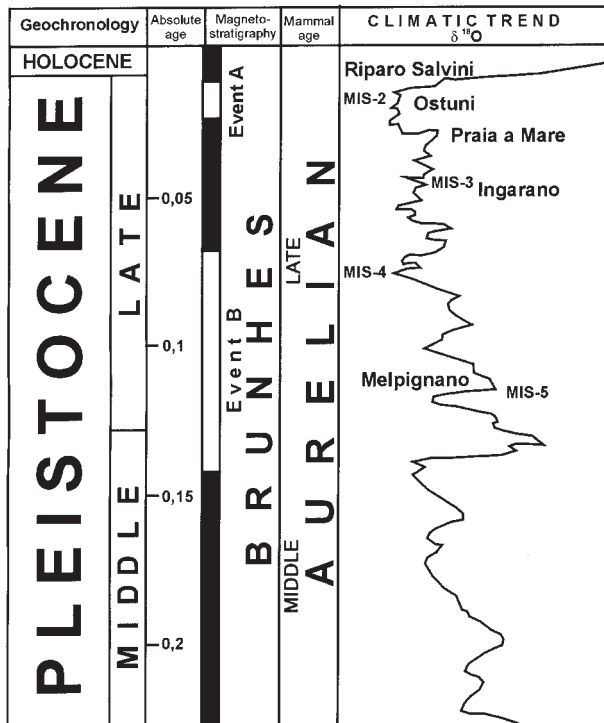 Geochronology
Absolute age
Magneto-stratigraphy
Mammal age
CLIMATIC TREND
δ 18O
HOLOCENE
PLEISTOCENE
LATE
MIDDLE
0,05
0,1
0,15
0,2
Event A
Event B
BRUNHES
LATE
MIDDLE
AURELIAN
Riparo Salvini
MIS-2
Ostuni
Praia a Mare
MIS-3
Ingarano
MIS-4
Melpignano
MIS-5